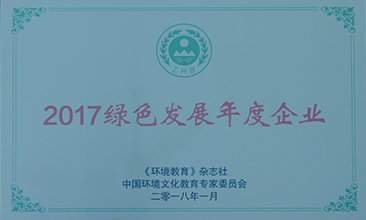 ZHB
2017绿色发展年度企业
《环境教育》杂志社
中国环境文化教育专家委员会
二零一八年一月